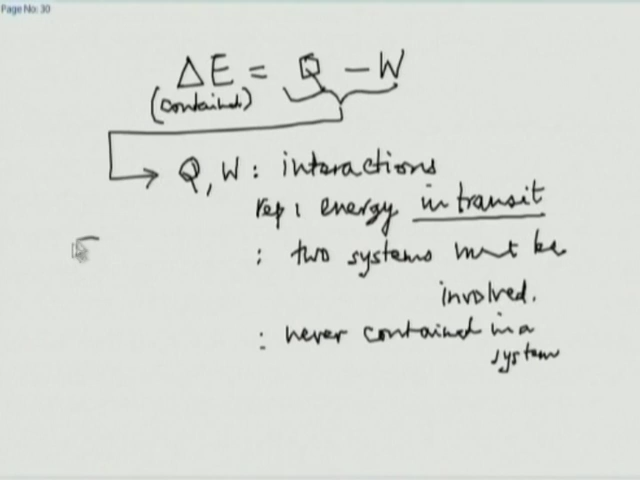 Page No: 30
ΔE = Q − W
(contained)
Q, W : interactions
rep : energy in transit
: two systems must be
involved.
: never contained in a
system